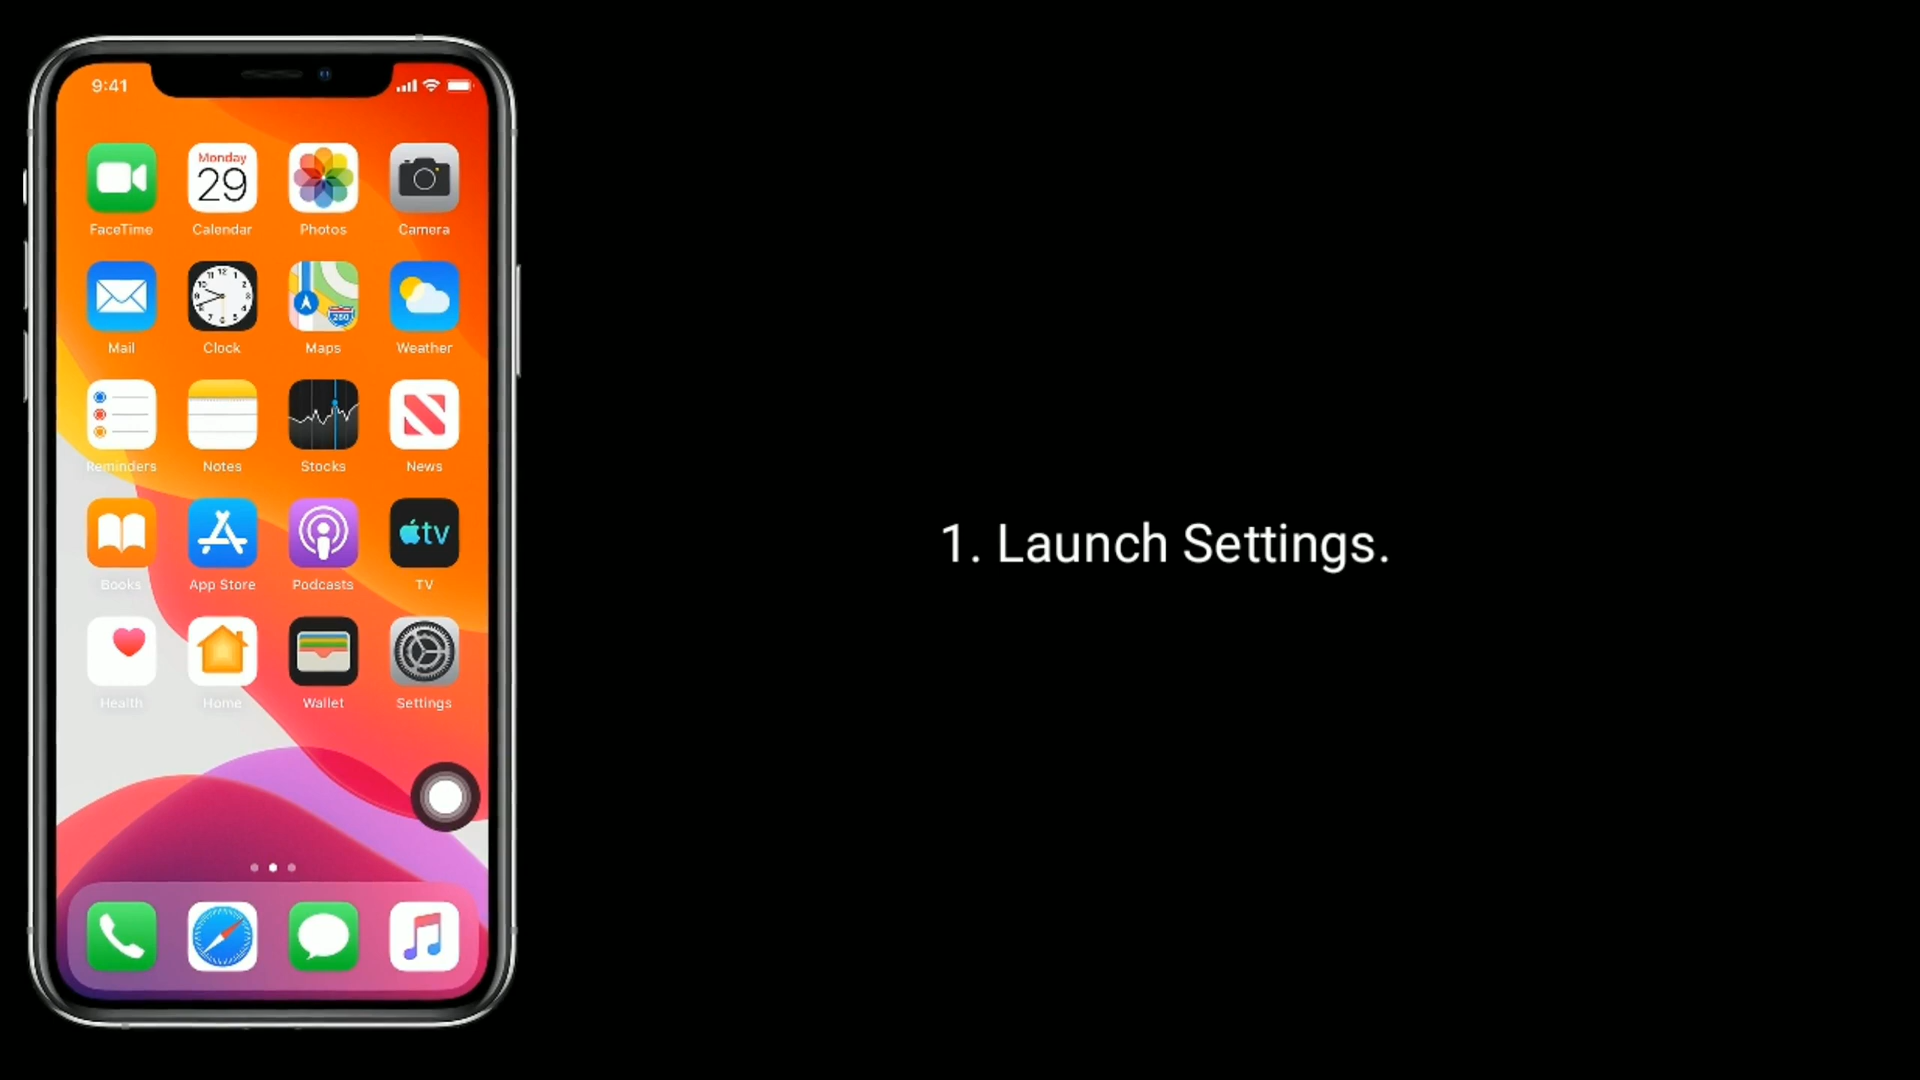 9:41
Monday
29
FaceTime
Calendar
Photos
Camera
280
Mail
Clock
Maps
Weather
Reminders
Notes
Stocks
News
tv
Books
App Store
Podcasts
TV
Health
Home
Wallet
Settings
1. Launch Settings.